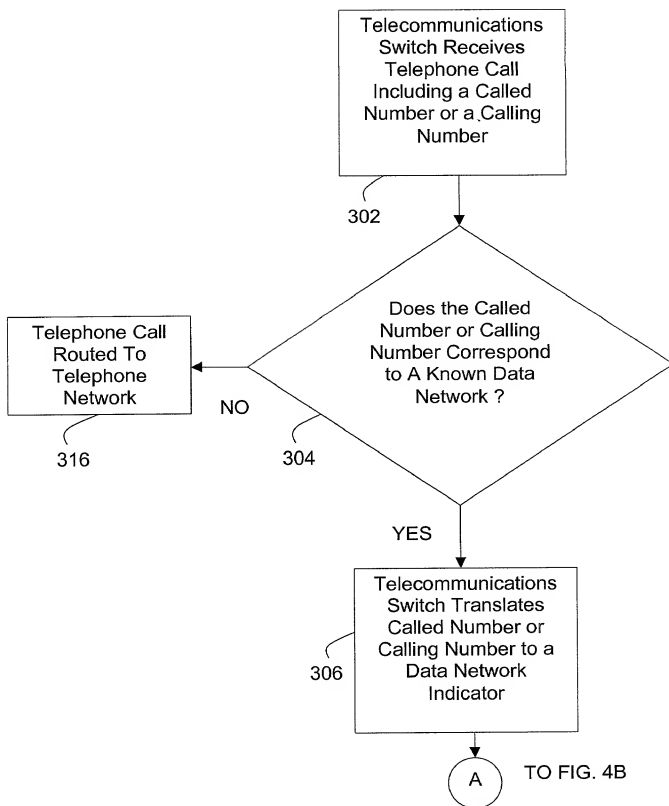 Telecommunications
Switch Receives
Telephone Call
Including a Called
Number or a Calling
Number
302
Does the Called
Number or Calling
Number Correspond
to A Known Data
Network ?
304
NO
Telephone Call
Routed To
Telephone
Network
316
YES
Telecommunications
Switch Translates
Called Number or
Calling Number to a
Data Network
Indicator
306
A
TO FIG. 4B